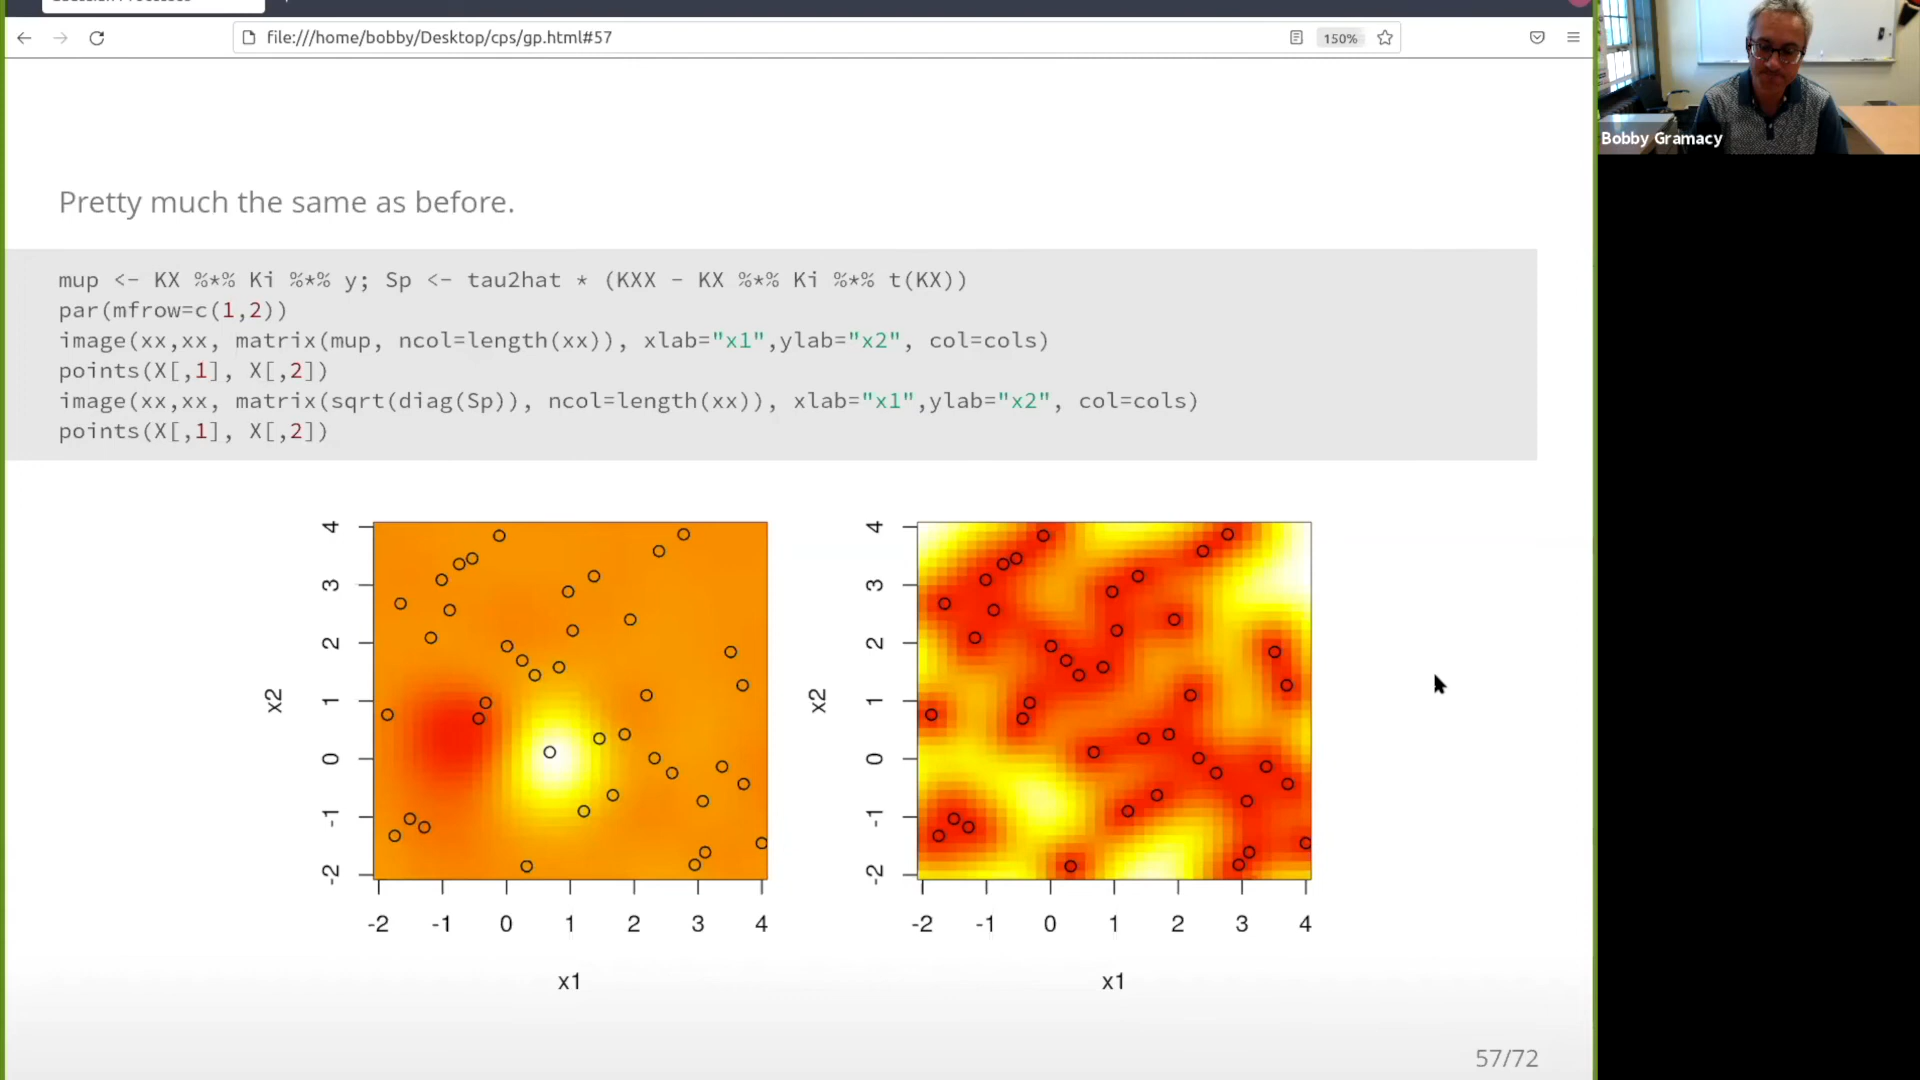 file:///home/bobby/Desktop/cps/gp.html#57
150%
Bobby Gramacy
Pretty much the same as before.
mup <- KX %*% Ki %*% y; Sp <- tau2hat * (KXX - KX %*% Ki %*% t(KX))
par(mfrow=c(1,2))
image(xx,xx, matrix(mup, ncol=length(xx)), xlab="x1",ylab="x2", col=cols)
points(X[,1], X[,2])
image(xx,xx, matrix(sqrt(diag(Sp)), ncol=length(xx)), xlab="x1",ylab="x2", col=cols)
points(X[,1], X[,2])
4
3
2
1
0
-1
-2
x2
-2 -1 0 1 2 3 4
x1
4
3
2
1
0
-1
-2
x2
-2 -1 0 1 2 3 4
x1
57/72